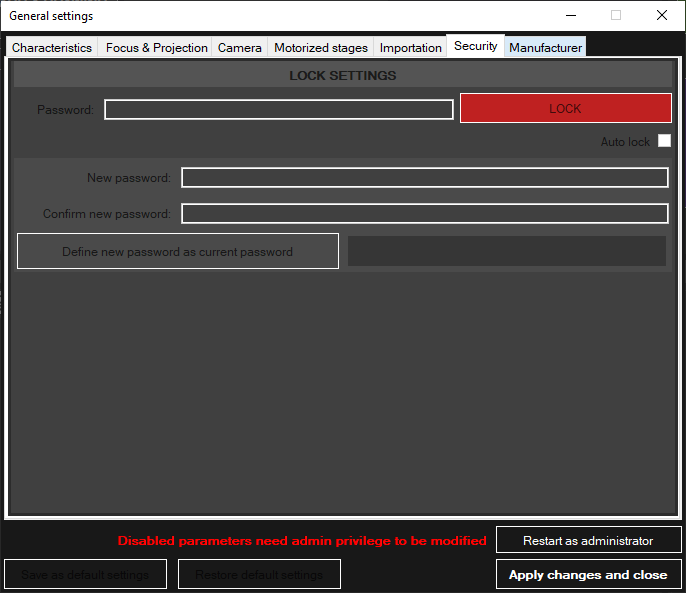 General settings
Characteristics Focus & Projection Camera Motorized stages Importation Security Manufacturer
LOCK SETTINGS
Password: LOCK
Auto lock
New password:
Confirm new password:
Define new password as current password
Disabled parameters need admin privilege to be modified Restart as administrator
Save as default settings Restore default settings Apply changes and close